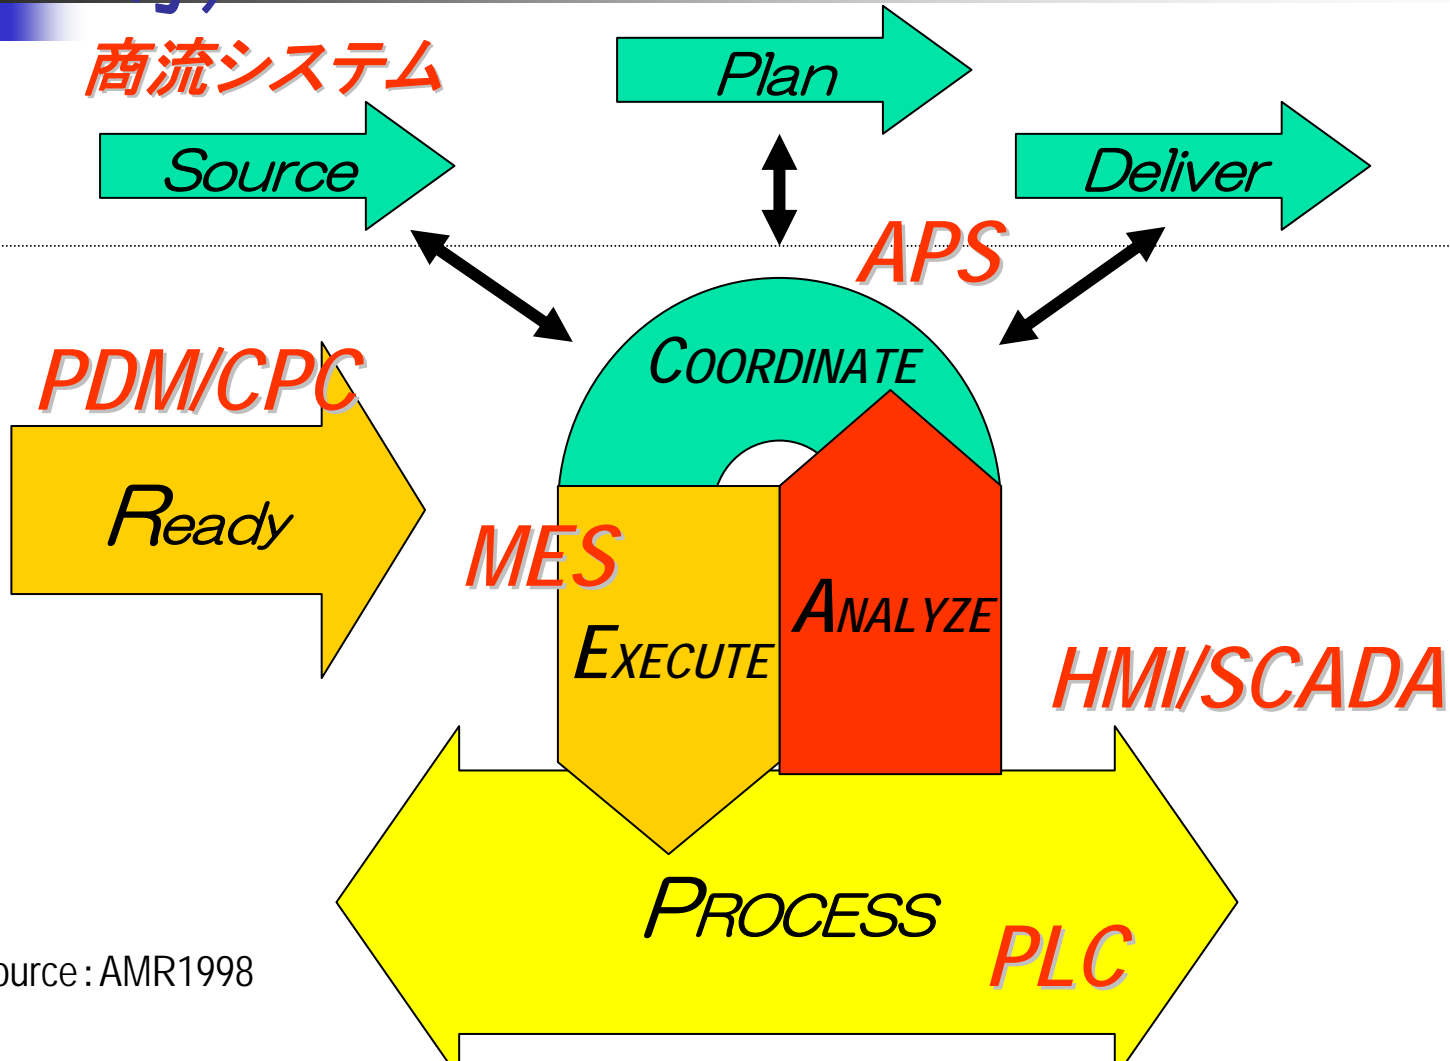 商流システム
Plan
Source
Deliver
APS
COORDINATE
PDM/CPC
Ready
MES
ANALYZE
EXECUTE
HMI/SCADA
PROCESS
PLC
ource : AMR1998